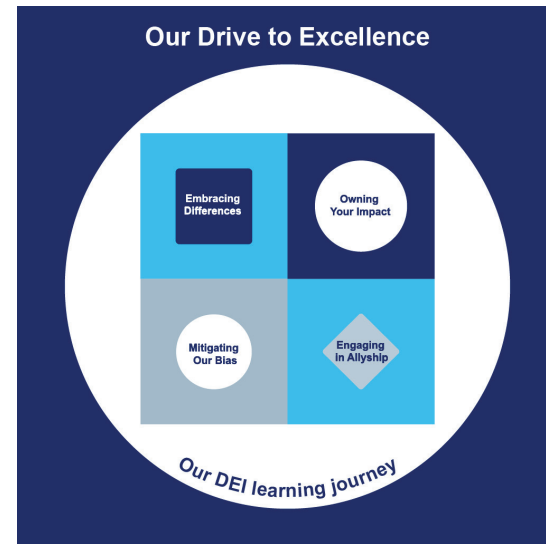 Our Drive to Excellence
Embracing
Differences
Owning
Your Impact
Mitigating
Our Bias
Engaging
in Allyship
Our DEI learning journey